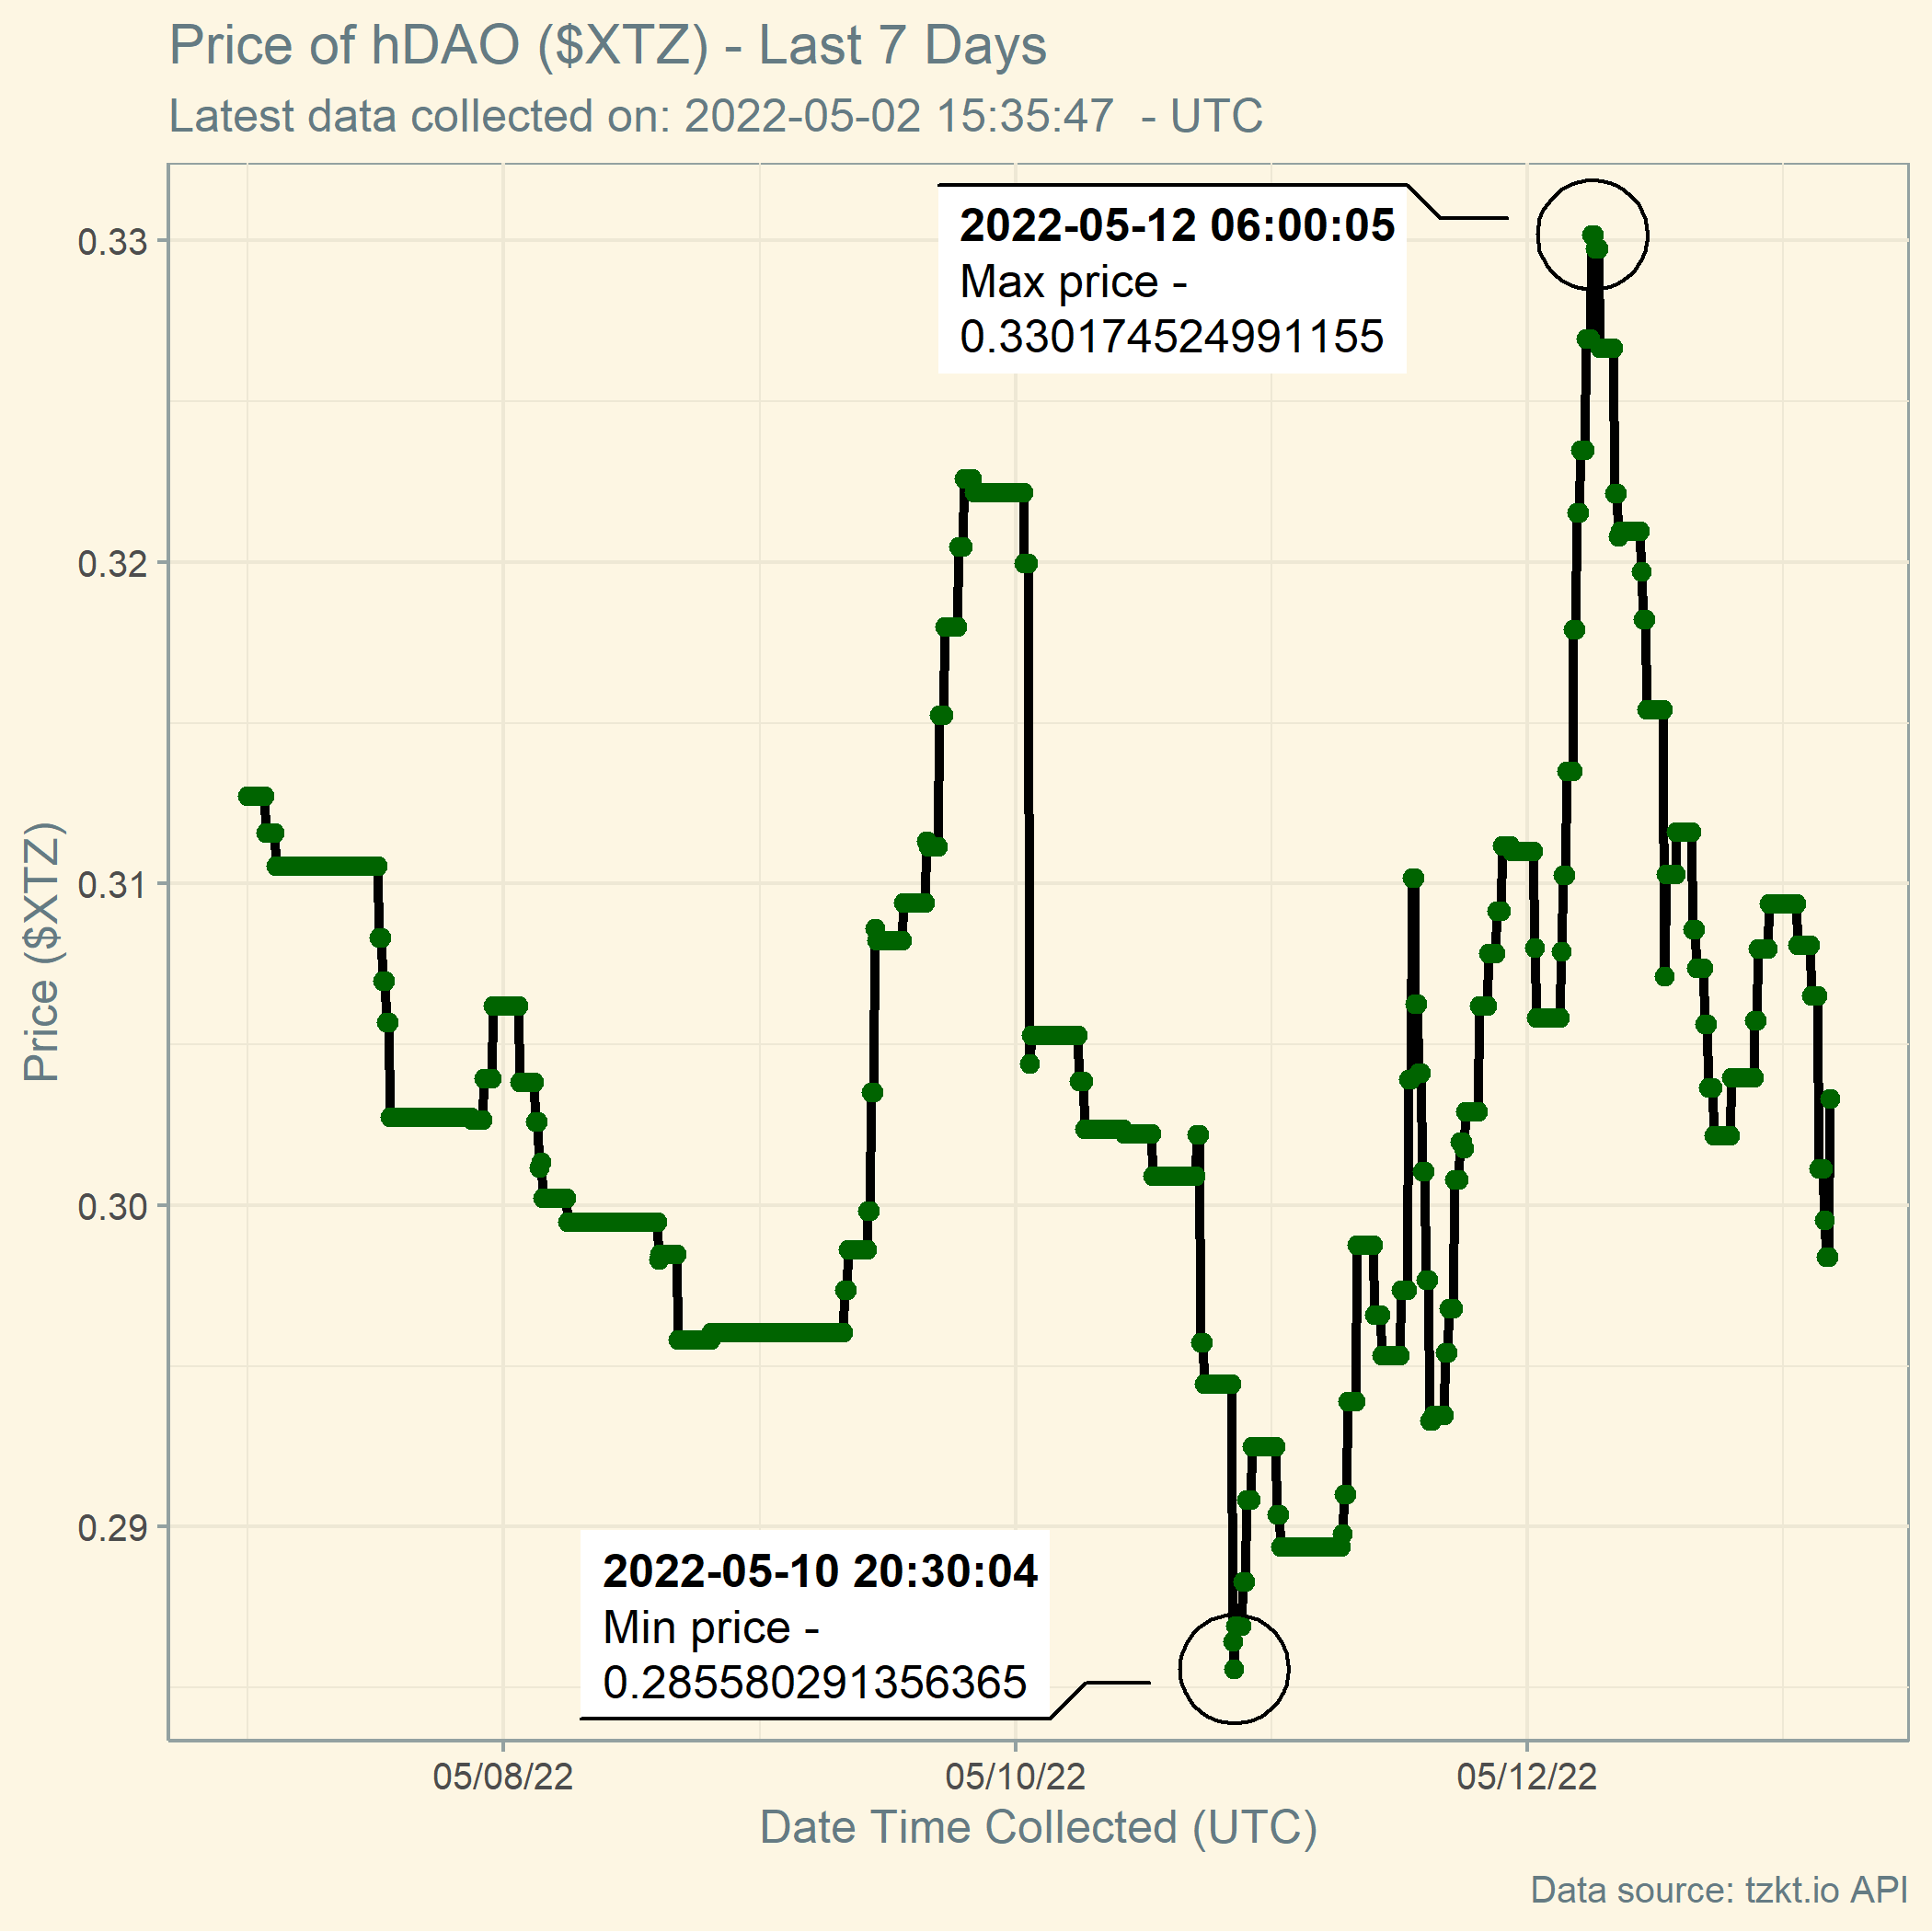 Price of hDAO ($XTZ) - Last 7 Days
Latest data collected on: 2022-05-02 15:35:47  - UTC
2022-05-12 06:00:05
Max price -
0.330174524991155
0.33
0.32
0.31
0.30
0.29
Price ($XTZ)
2022-05-10 20:30:04
Min price -
0.285580291356365
05/08/22
05/10/22
05/12/22
Date Time Collected (UTC)
Data source: tzkt.io API